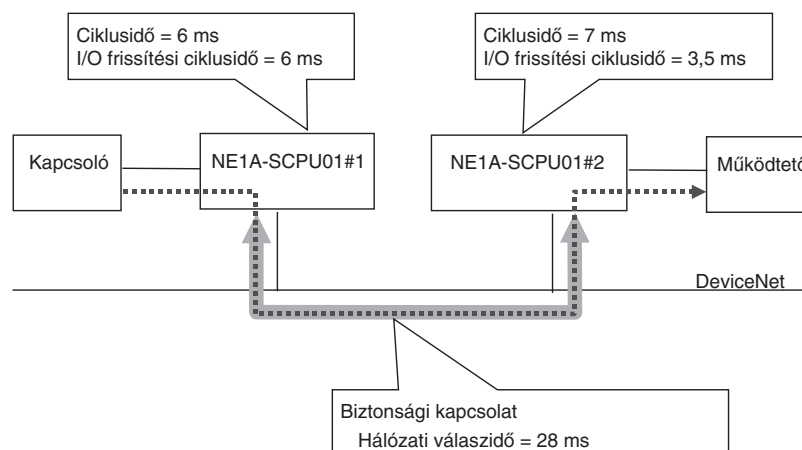 Ciklusidő = 6 ms
I/O frissítési ciklusidő = 6 ms
Ciklusidő = 7 ms
I/O frissítési ciklusidő = 3,5 ms
Kapcsoló
NE1A-SCPU01#1
NE1A-SCPU01#2
Működtető
DeviceNet
Biztonsági kapcsolat
Hálózati válaszidő = 28 ms